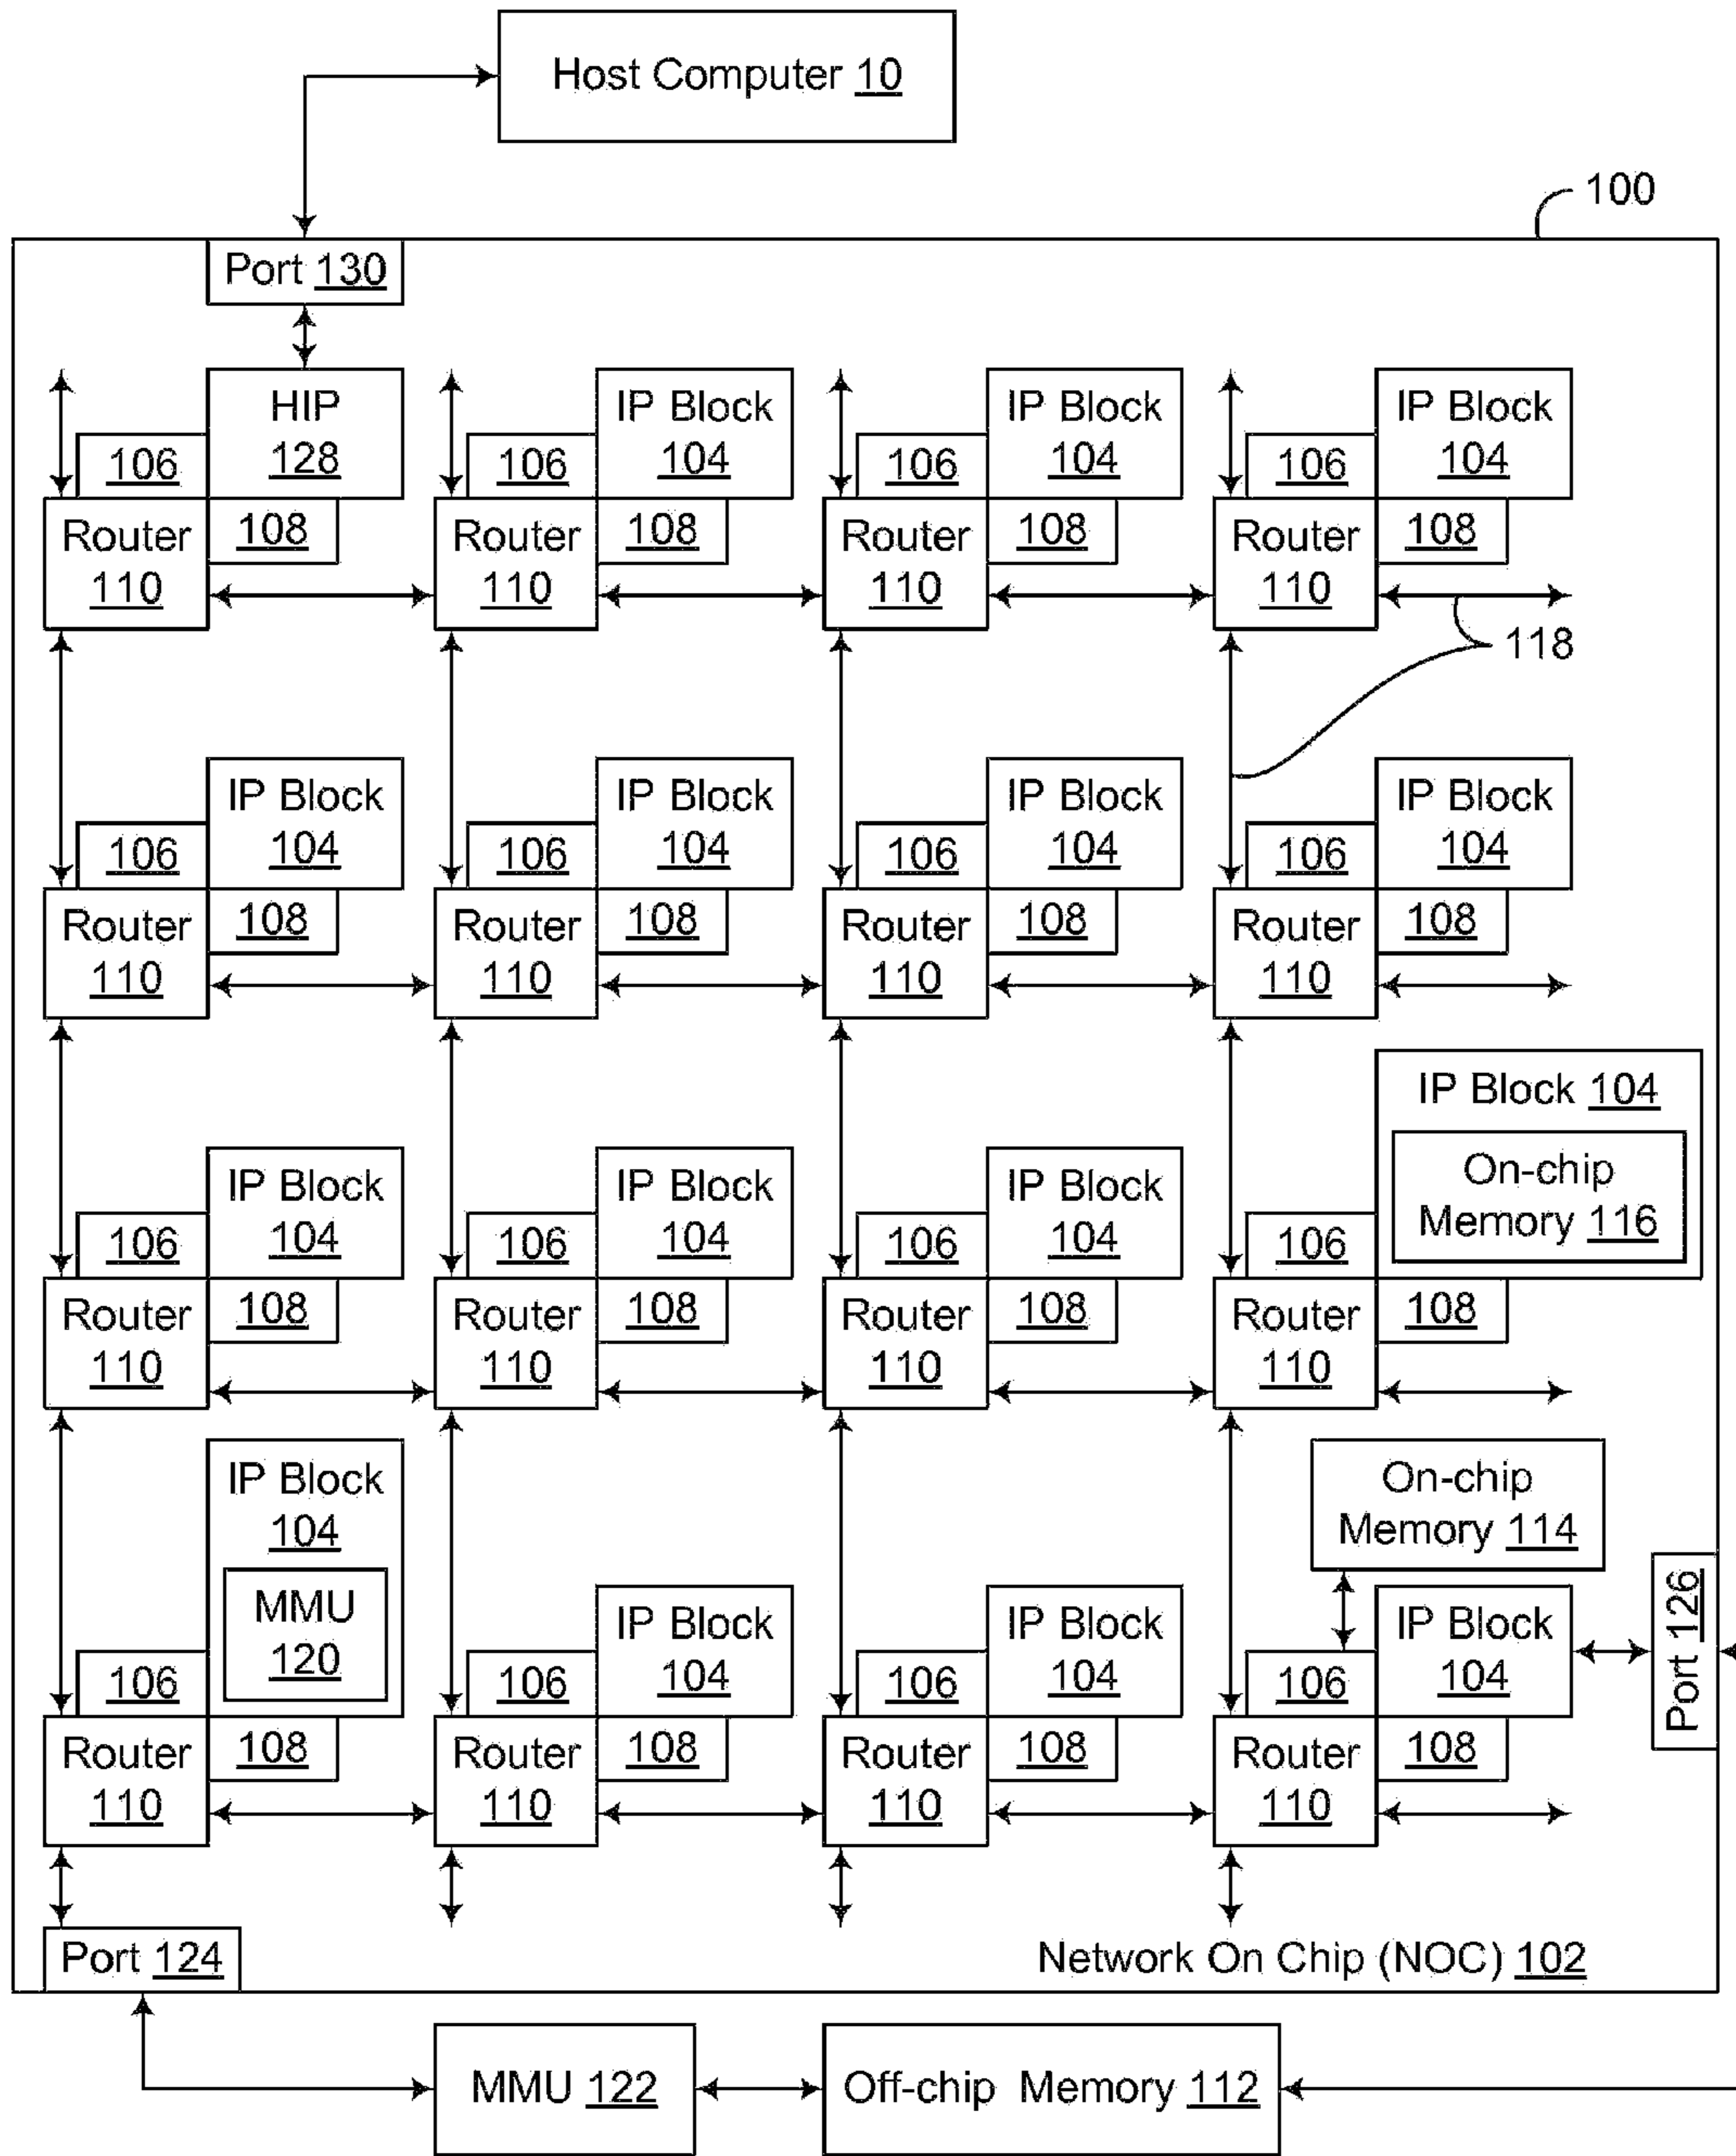 Host Computer 10
100
Port 130
HIP
128
106
108
Router
110
IP Block
104
106
108
Router
110
IP Block
104
106
108
Router
110
IP Block
104
106
108
Router
110
118
IP Block
104
106
108
Router
110
IP Block
104
106
108
Router
110
IP Block
104
106
108
Router
110
IP Block
104
106
108
Router
110
IP Block
104
106
108
Router
110
IP Block
104
106
108
Router
110
IP Block
104
106
108
Router
110
IP Block 104
On-chip
Memory 116
106
108
Router
110
IP Block
104
MMU
120
106
108
Router
110
IP Block
104
106
108
Router
110
IP Block
104
106
108
Router
110
On-chip
Memory 114
IP Block
104
106
108
Router
110
Port 126
Port 124
Network On Chip (NOC) 102
MMU 122
Off-chip Memory 112